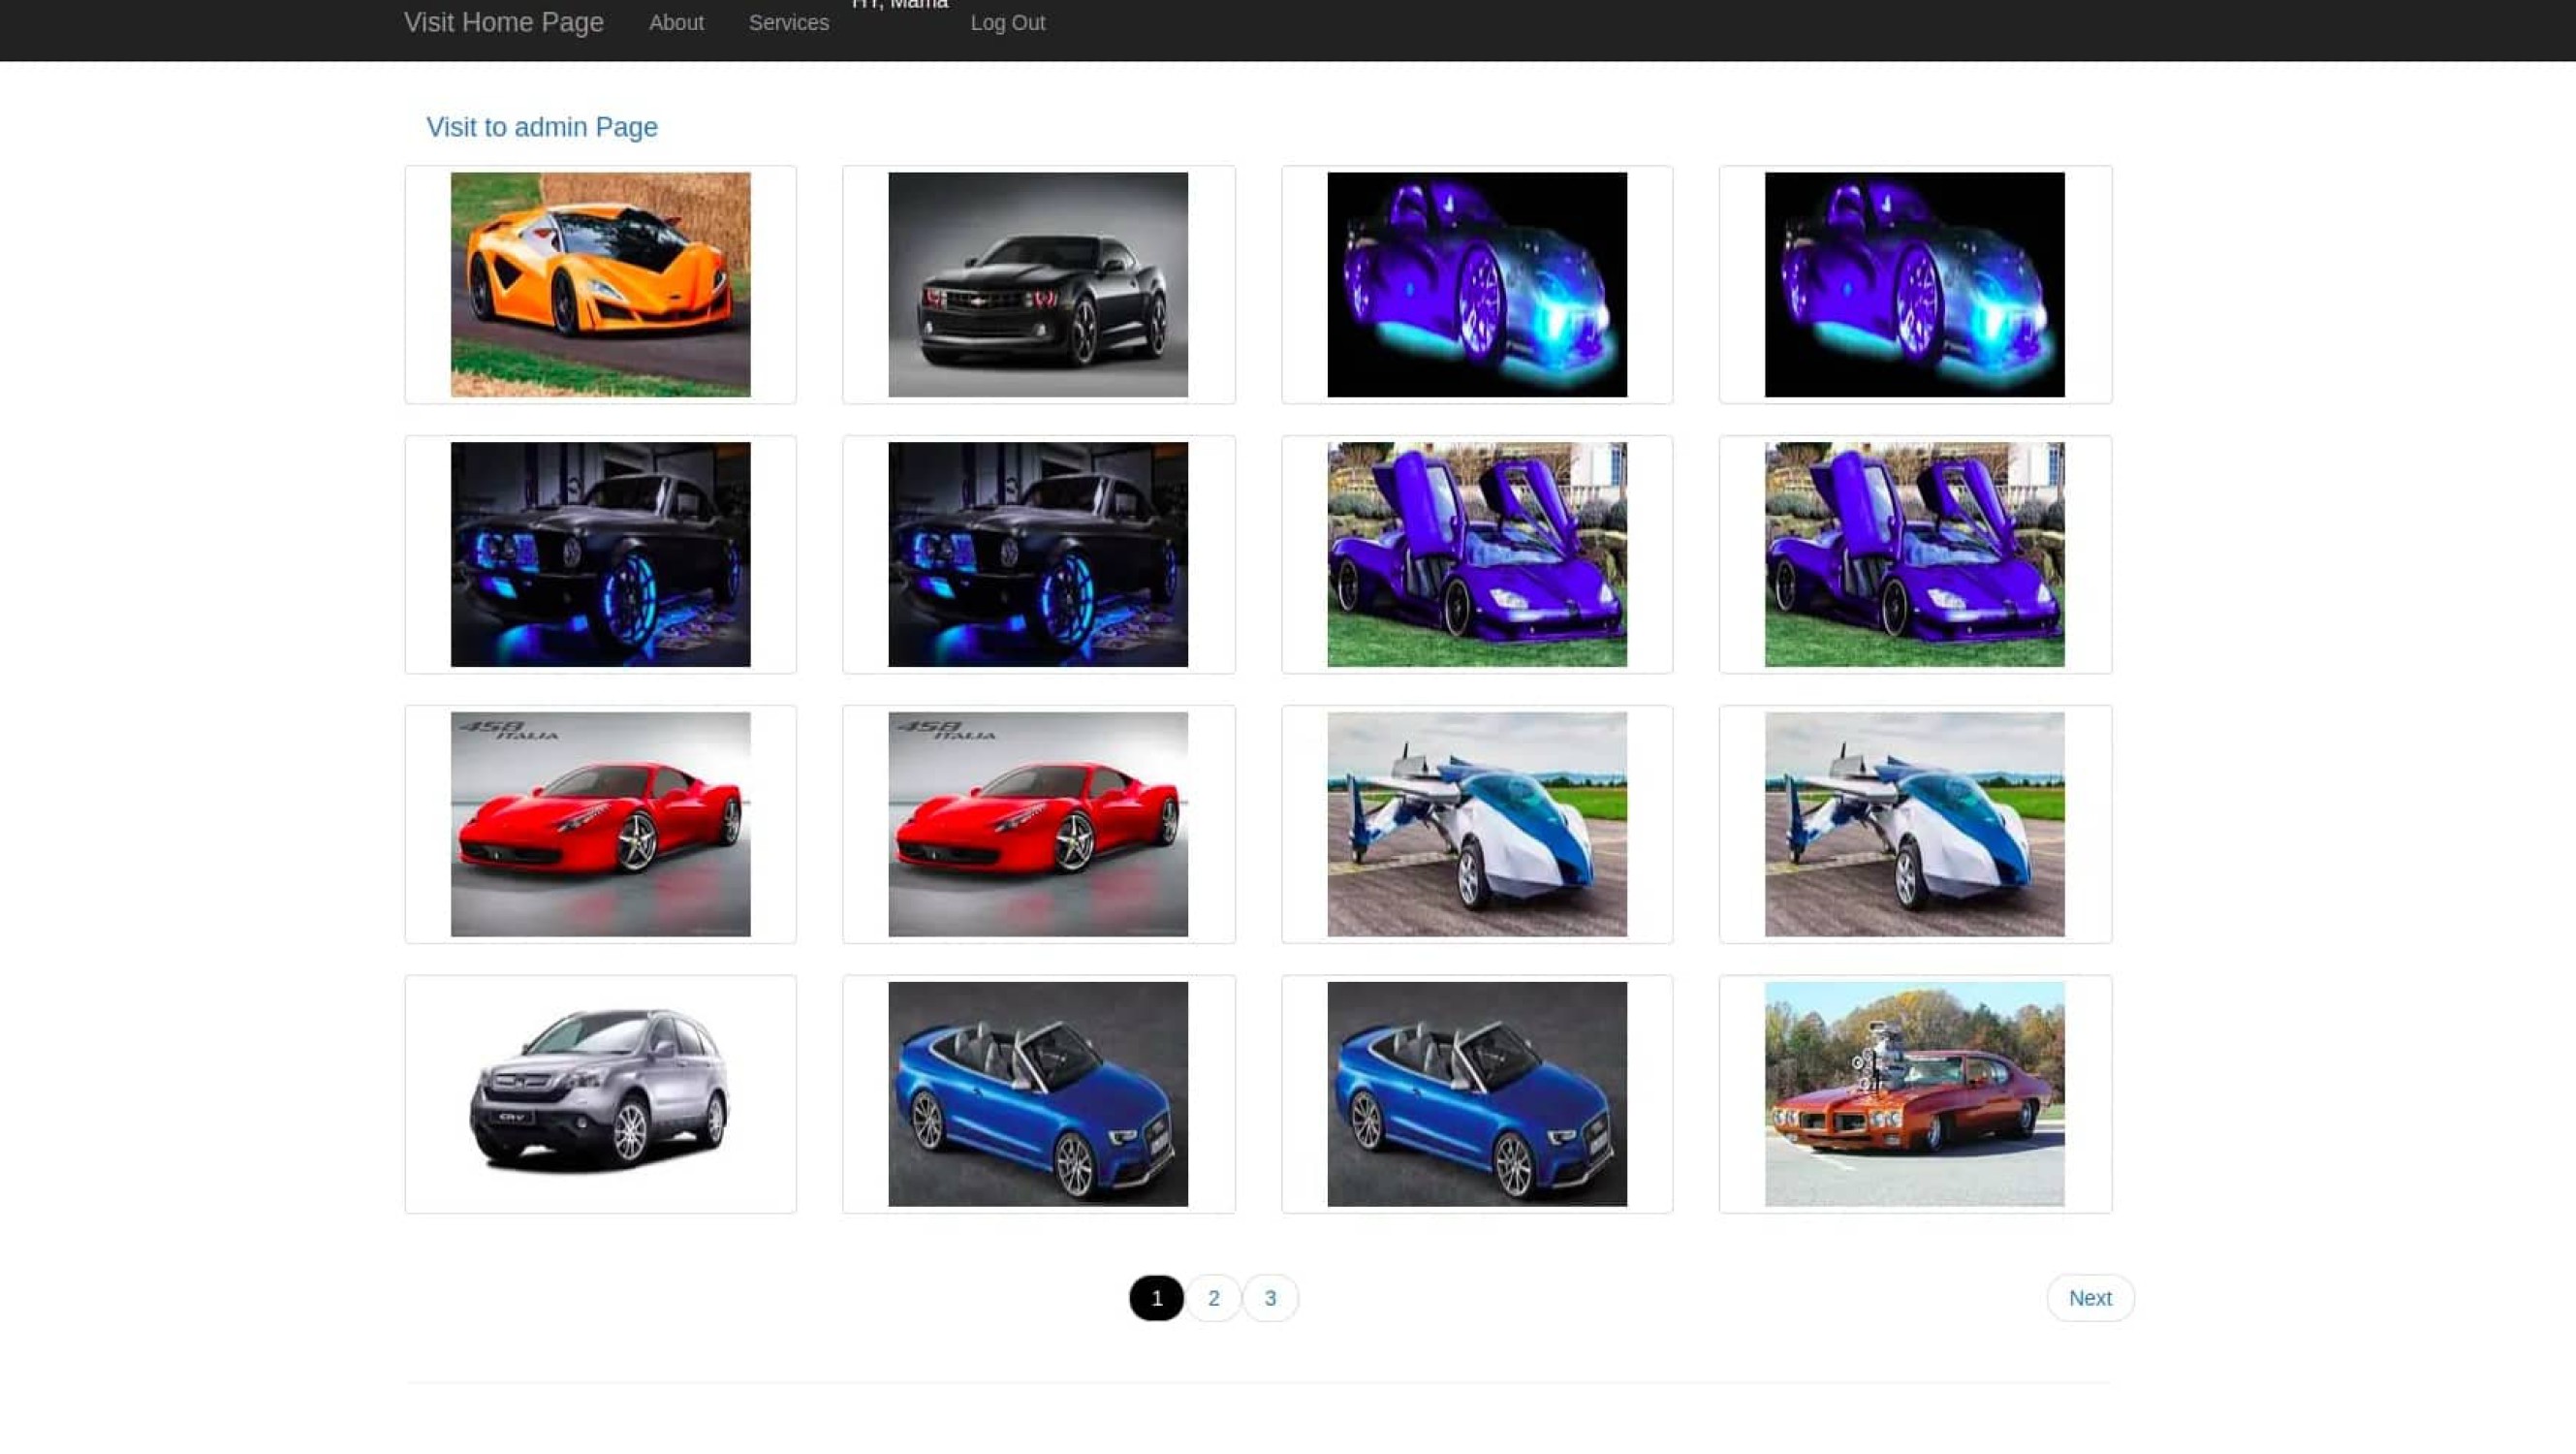 HY, Mama
Visit Home Page About Services Log Out
Visit to admin Page
458
ITALIA
458
ITALIA
CR-V
1 2 3 Next